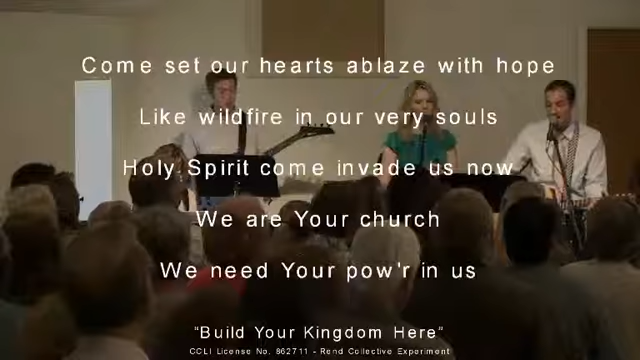 Come set our hearts ablaze with hope
Like wildfire in our very souls
Holy Spirit come invade us now
We are Your church
We need Your pow'r in us
"Build Your Kingdom Here"
CCLI License No. 862711 - Rend Collective Experiment